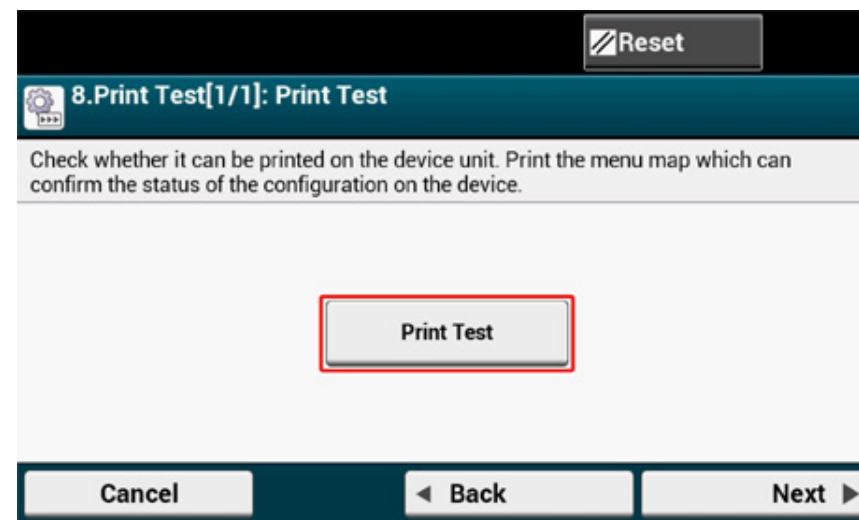 Reset
8.Print Test[1/1]: Print Test
Check whether it can be printed on the device unit. Print the menu map which can
confirm the status of the configuration on the device.
Print Test
Cancel
Back
Next